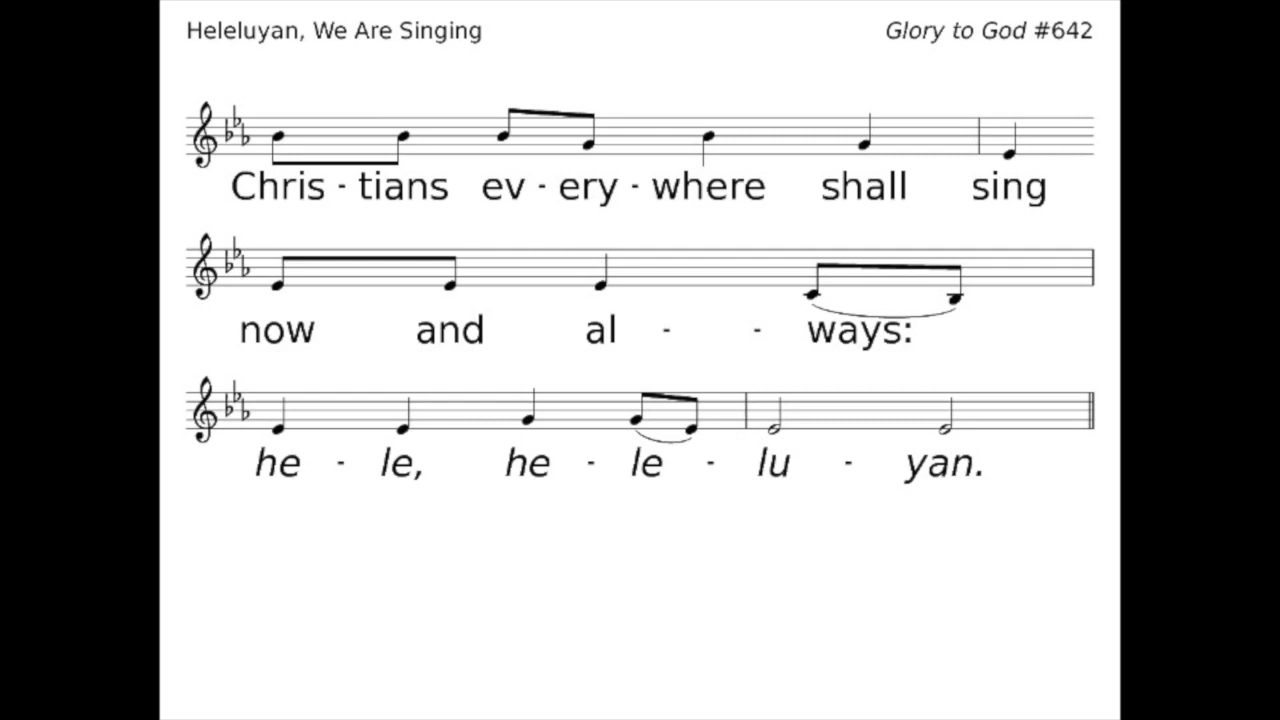 Heleluyan, We Are Singing Glory to God #642
Chris - tians ev - ery - where shall sing
now and al - - ways:
he - le, he - le - lu - yan.